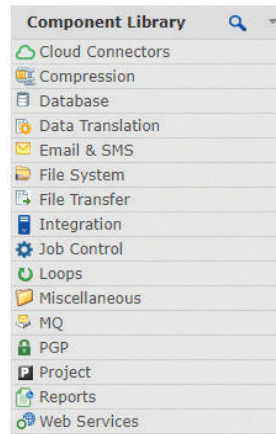 Component Library
Cloud Connectors
Compression
Database
Data Translation
Email & SMS
File System
File Transfer
Integration
Job Control
Loops
Miscellaneous
MQ
PGP
Project
Reports
Web Services